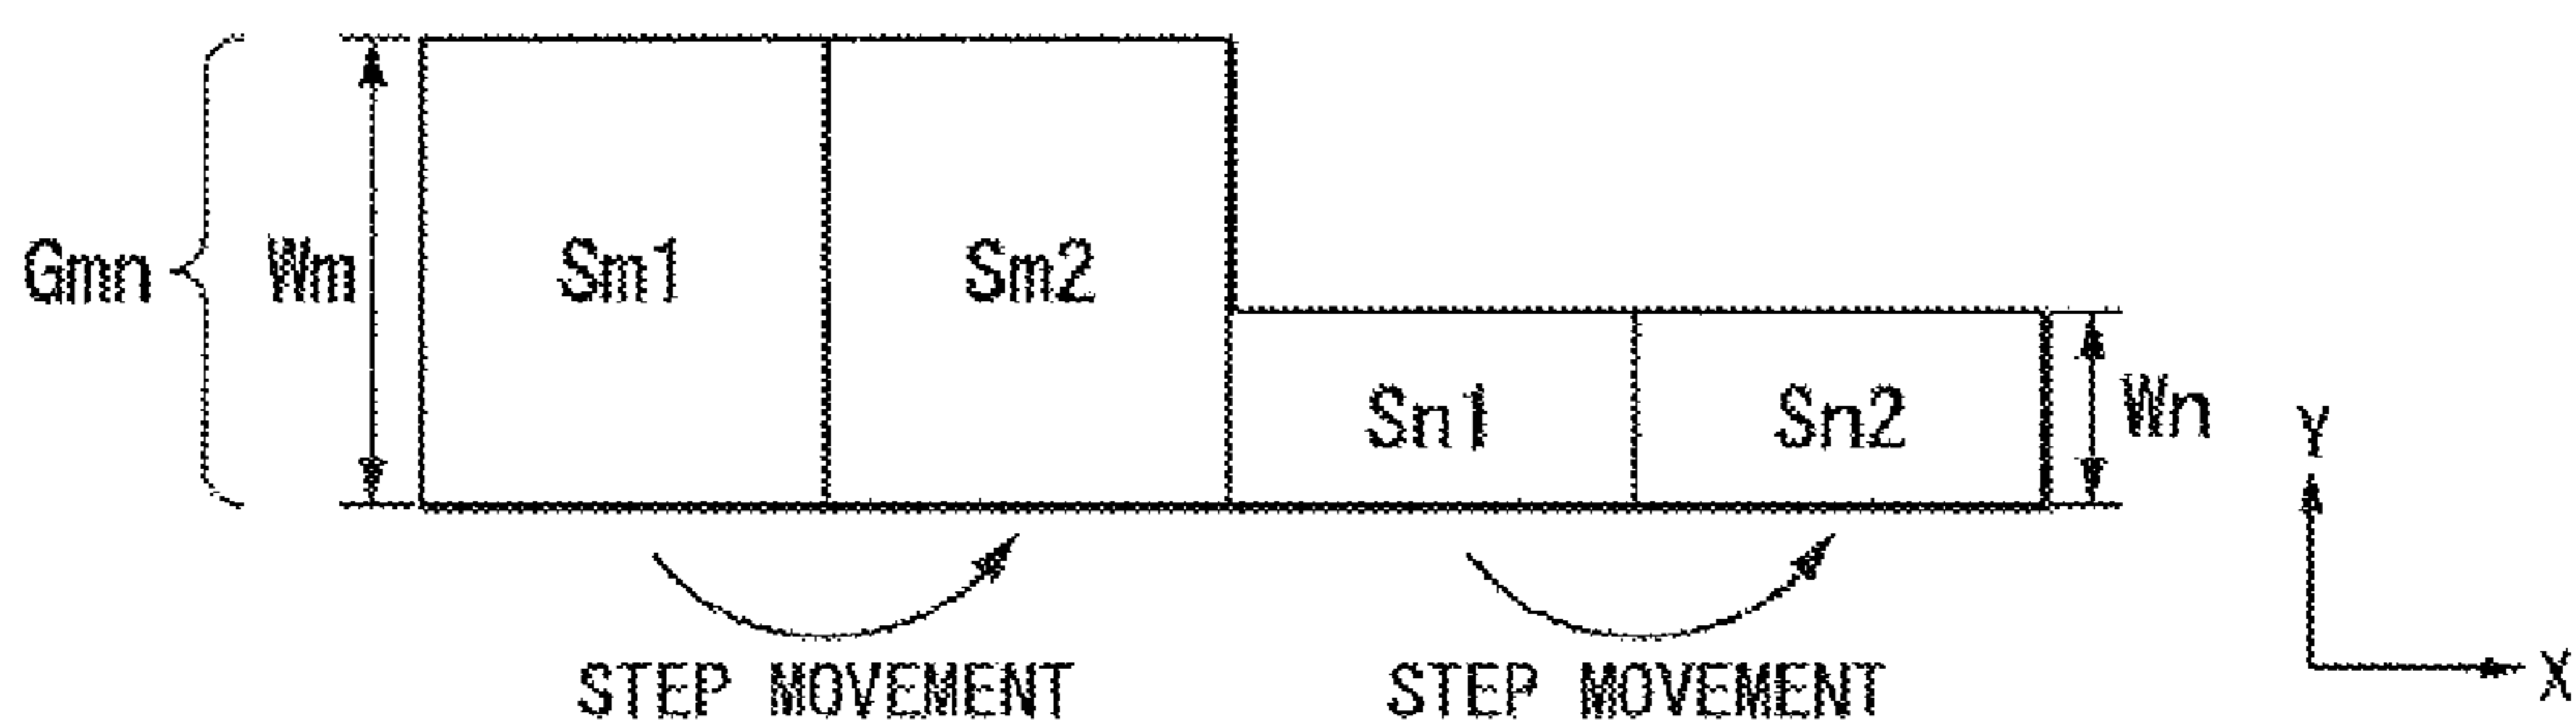 Gmn
Wm
Sm1
Sm2
Sn1
Sn2
Wn
Y
X
STEP MOVEMENT
STEP MOVEMENT